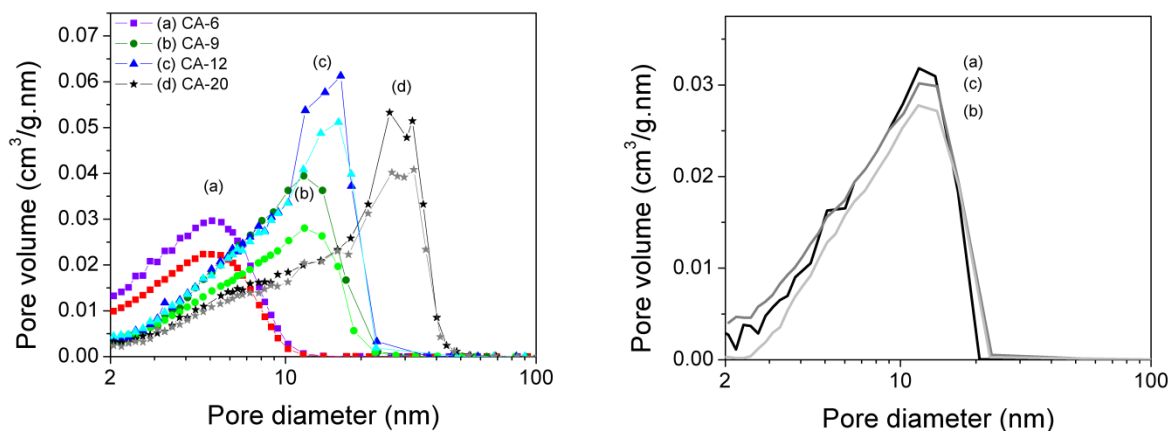 (a) CA-6
(b) CA-9
(c) CA-12
(d) CA-20
(a)
(b)
(c)
(d)
0.07
0.06
0.05
0.04
0.03
0.02
0.01
0.00
2
10
100
Pore volume (cm³/g.nm)
Pore diameter (nm)
(a)
(c)
(b)
0.03
0.02
0.01
0.00
2
10
100
Pore volume (cm³/g.nm)
Pore diameter (nm)